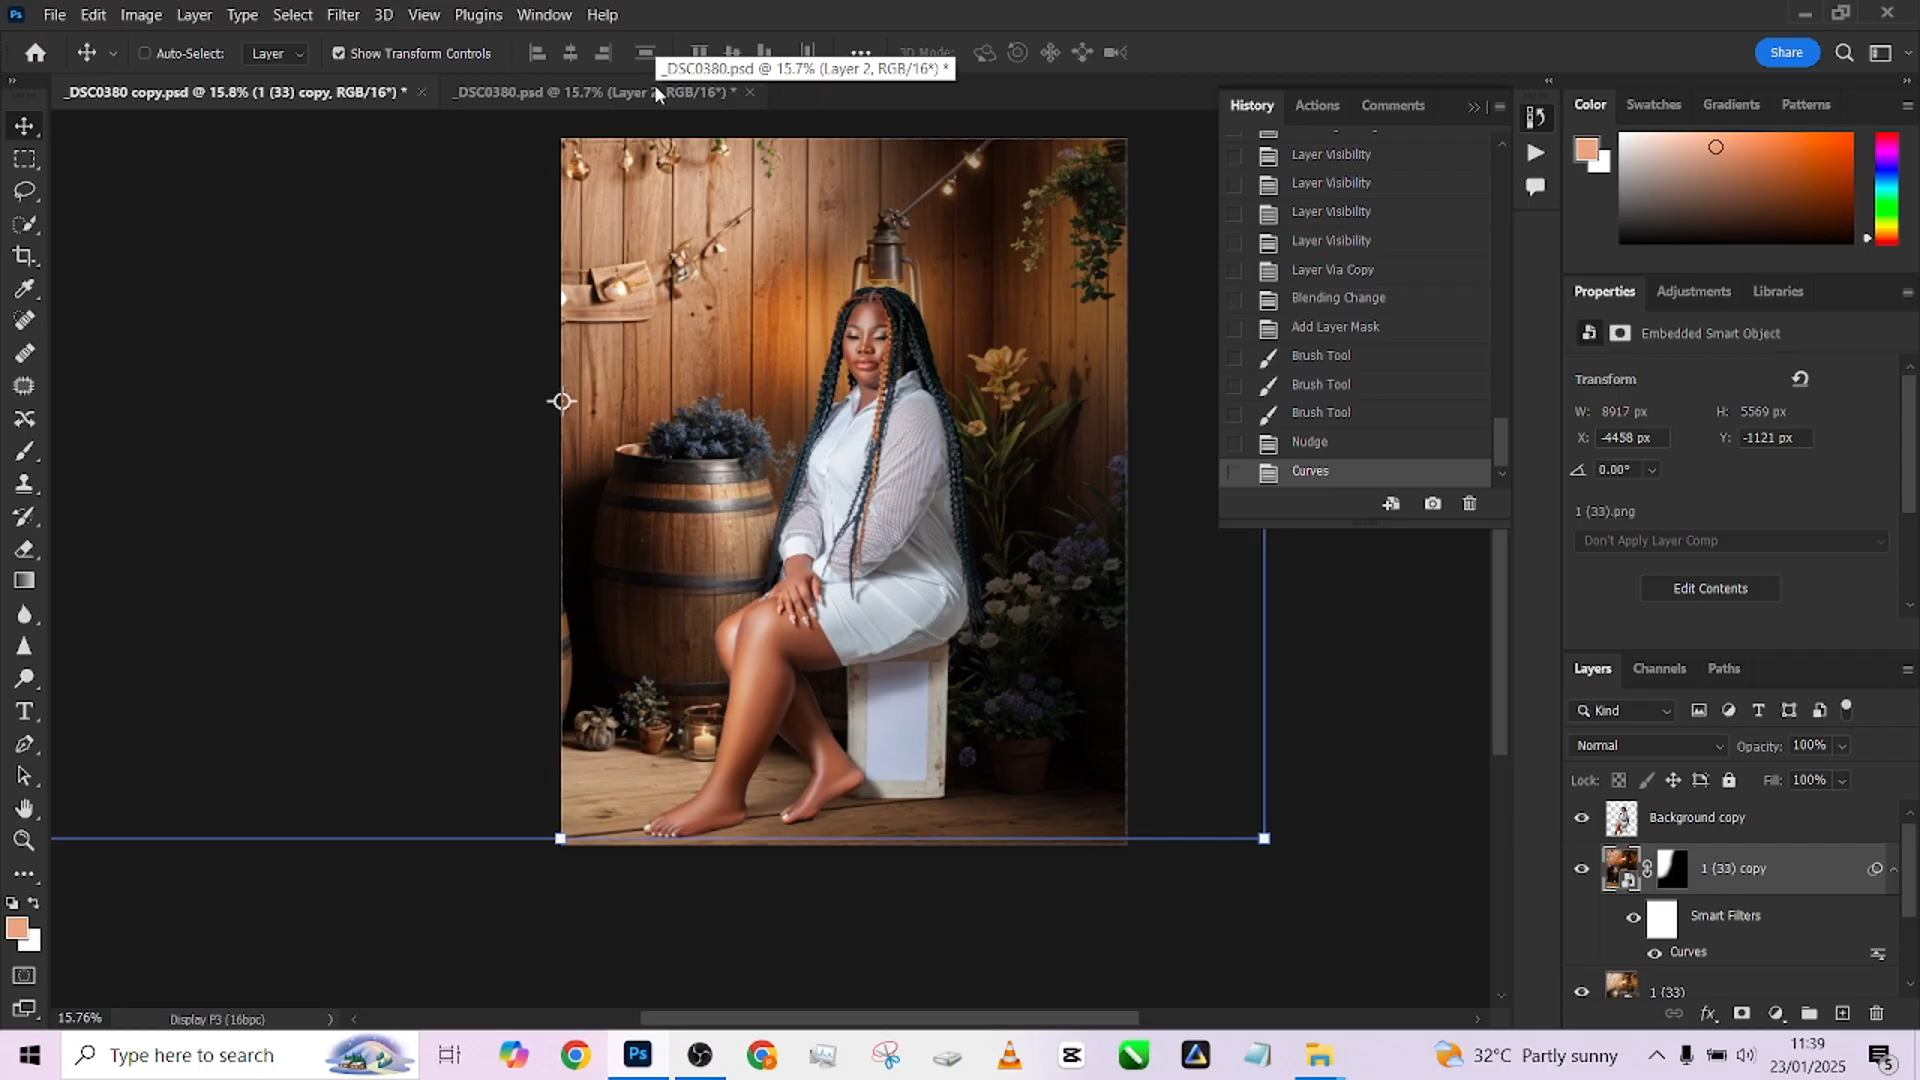 Ps File Edit Image Layer Type Select Filter 3D View Plugins Window Help
Auto-Select: Layer Show Transform Controls 3D Mode: Share
_DSC0380.psd @ 15.7% (Layer 2, RGB/16*) *
_DSC0380 copy.psd @ 15.8% (1 (33) copy, RGB/16*) * _DSC0380.psd @ 15.7% (Layer 2, RGB/16*) *
History Actions Comments
Layer Visibility
Layer Visibility
Layer Visibility
Layer Visibility
Layer Via Copy
Blending Change
Add Layer Mask
Brush Tool
Brush Tool
Brush Tool
Nudge
Curves
Color Swatches Gradients Patterns
Properties Adjustments Libraries
Embedded Smart Object
Transform
W: 8917 px H: 5569 px
X: -4458 px Y: -1121 px
0.00°
1 (33).png
Don't Apply Layer Comp
Edit Contents
Layers Channels Paths
Kind
Normal Opacity: 100%
Lock: Fill: 100%
Background copy
1 (33) copy
Smart Filters
Curves
1 (33)
15.76% Display P3 (16bpc)
Type here to search
Ps
32°C Partly sunny
11:39
23/01/2025
5